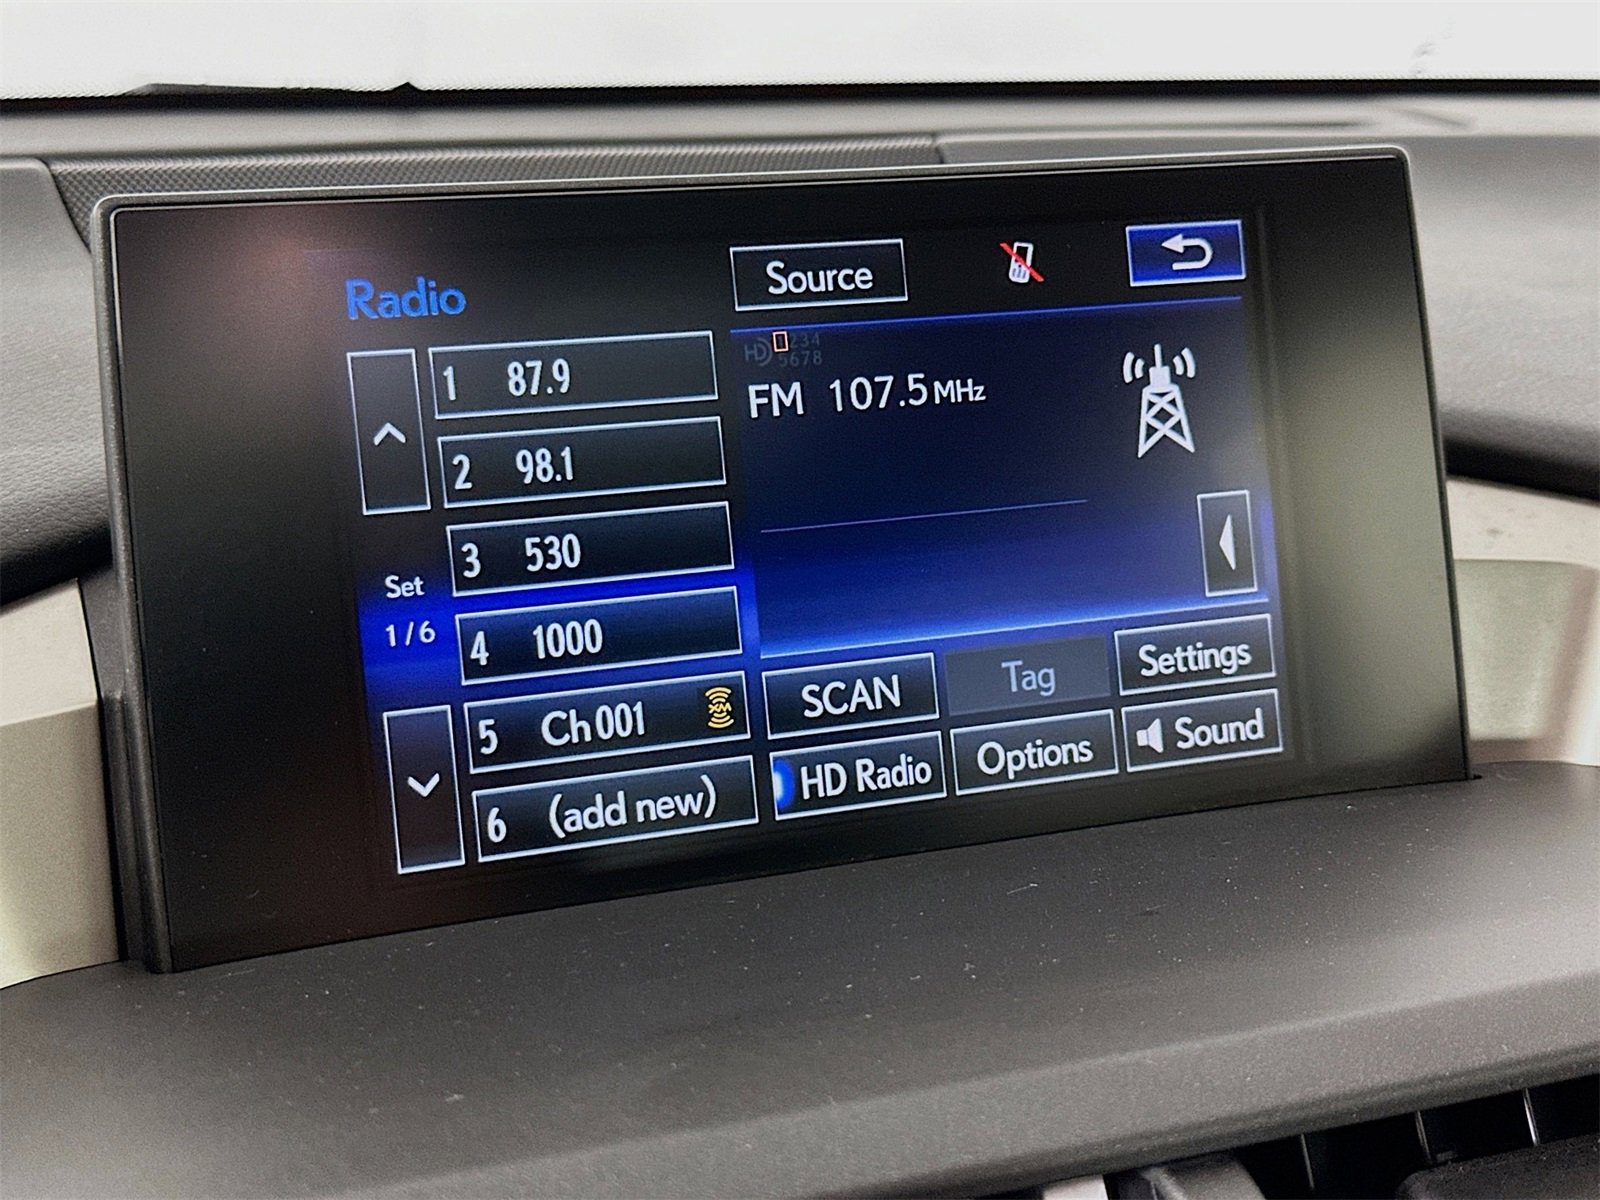 Radio
Source
1 87.9
2 98.1
3 530
4 1000
5 Ch 001 XM
6 (add new)
Set
1/6
HD 1234
5678
FM 107.5 MHz
SCAN
Tag
Settings
HD Radio
Options
Sound